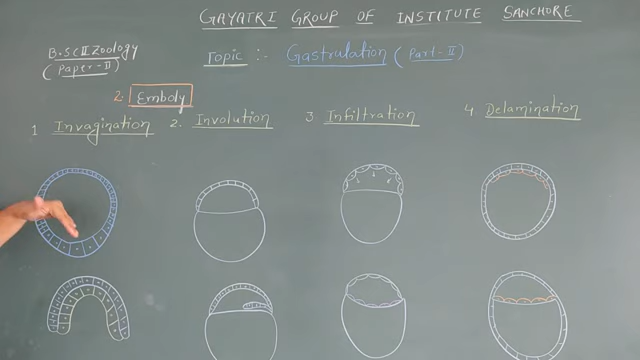 GAYATRI GROUP OF INSTITUTE SANCHORE
B.SC II Zoology
(Paper-II)
Topic :- Gastrulation (Part-II)
2. Emboly
1 Invagination 2. Involution 3 Infiltration 4 Delamination